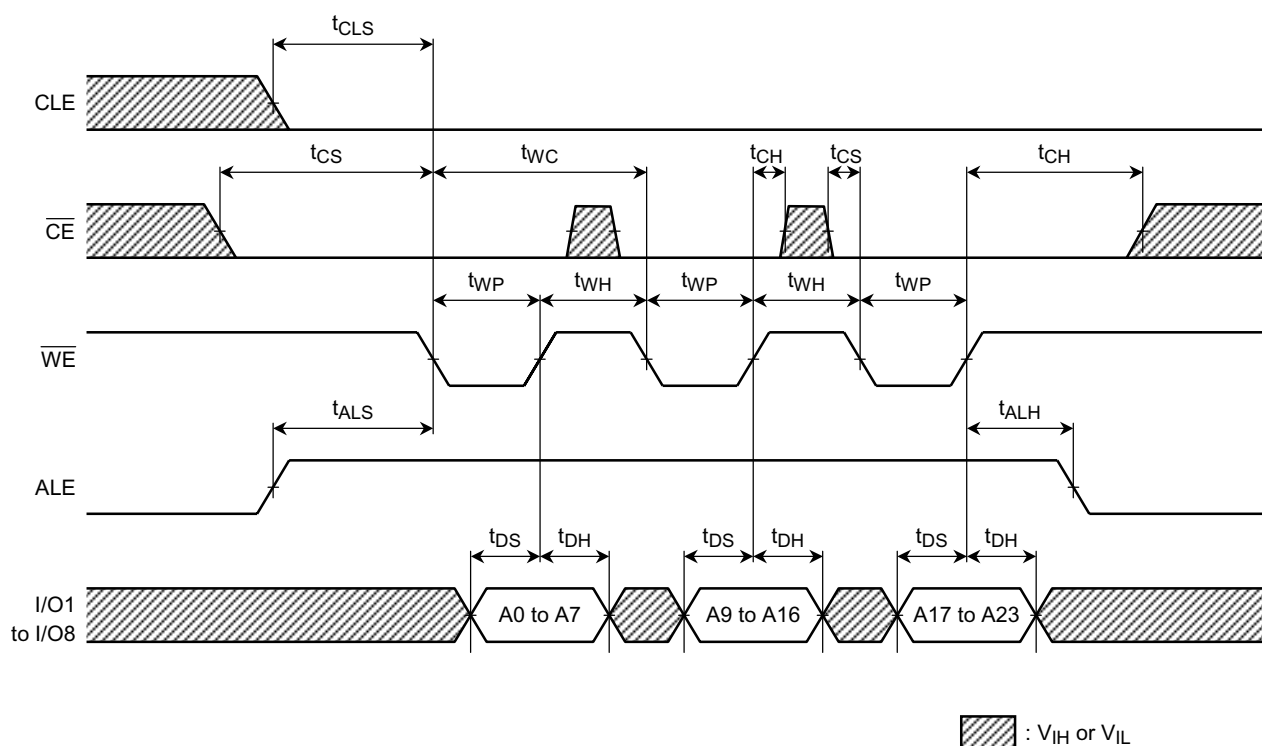 tCLS
CLE
tCS tWC tCH tCS tCH
CE
tWP tWH tWP tWH tWP
WE
tALS tALH
ALE
tDS tDH tDS tDH tDS tDH
I/O1
to I/O8
A0 to A7 A9 to A16 A17 to A23
: VIH or VIL